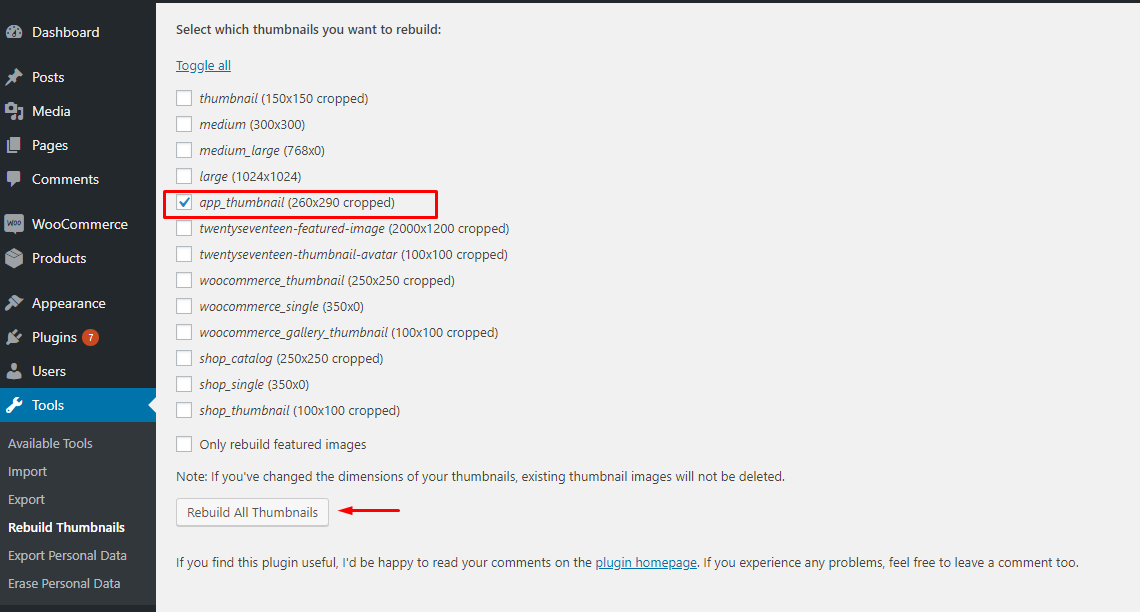 Dashboard
Posts
Media
Pages
Comments
WOO
WooCommerce
Products
Appearance
Plugins 7
Users
Tools
Available Tools
Import
Export
Rebuild Thumbnails
Export Personal Data
Erase Personal Data
Select which thumbnails you want to rebuild:
Toggle all
thumbnail (150x150 cropped)
medium (300x300)
medium_large (768x0)
large (1024x1024)
app_thumbnail (260x290 cropped)
twentyseventeen-featured-image (2000x1200 cropped)
twentyseventeen-thumbnail-avatar (100x100 cropped)
woocommerce_thumbnail (250x250 cropped)
woocommerce_single (350x0)
woocommerce_gallery_thumbnail (100x100 cropped)
shop_catalog (250x250 cropped)
shop_single (350x0)
shop_thumbnail (100x100 cropped)
Only rebuild featured images
Note: If you've changed the dimensions of your thumbnails, existing thumbnail images will not be deleted.
Rebuild All Thumbnails
If you find this plugin useful, I'd be happy to read your comments on the plugin homepage. If you experience any problems, feel free to leave a comment too.